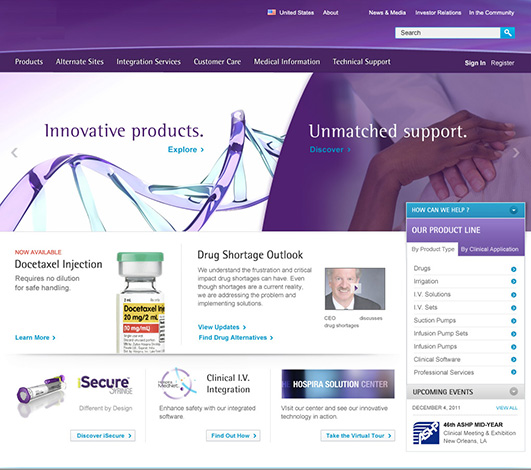 United States
About
News & Media
Investor Relations
In the Community
Search
Products
Alternate Sites
Integration Services
Customer Care
Medical Information
Technical Support
Sign In
Register
Innovative products.
Explore ›
Unmatched support.
Discover ›
HOW CAN WE HELP ?
OUR PRODUCT LINE
By Product Type
By Clinical Application
Drugs
Irrigation
I.V. Solutions
I.V. Sets
Suction Pumps
Infusion Pump Sets
Infusion Pumps
Clinical Software
Professional Services
UPCOMING EVENTS
DECEMBER 4, 2011
VIEW ALL
46th ASHP MID-YEAR
Clinical Meeting & Exhibition
New Orleans, LA
NOW AVAILABLE
Docetaxel Injection
Requires no dilution
for safe handling.
Learn More ›
Docetaxel Inje
20 mg/2 mL
(10 mg/mL)
Drug Shortage Outlook
We understand the frustration and critical
impact drug shortages can have. Even
though shortages are a current reality,
we are addressing the problem and
implementing solutions.
View Updates ›
Find Drug Alternatives ›
CEO discusses
drug shortages
iSecure
SYRINGE
Different by Design
Discover iSecure ›
Clinical I.V.
Integration
Enhance safety with our integrated
software.
Find Out How ›
HOSPIRA SOLUTION CENTER
Visit our center and see our innovative
technology in action.
Take the Virtual Tour ›